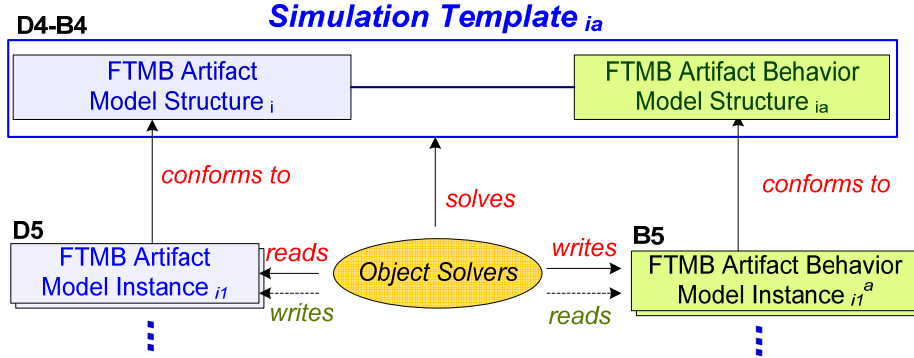 Simulation Template ia
D4-B4
FTMB Artifact
Model Structure i
FTMB Artifact Behavior
Model Structure ia
conforms to
solves
conforms to
D5
B5
FTMB Artifact
Model Instance i1
reads
writes
Object Solvers
writes
reads
FTMB Artifact Behavior
Model Instance i1 a